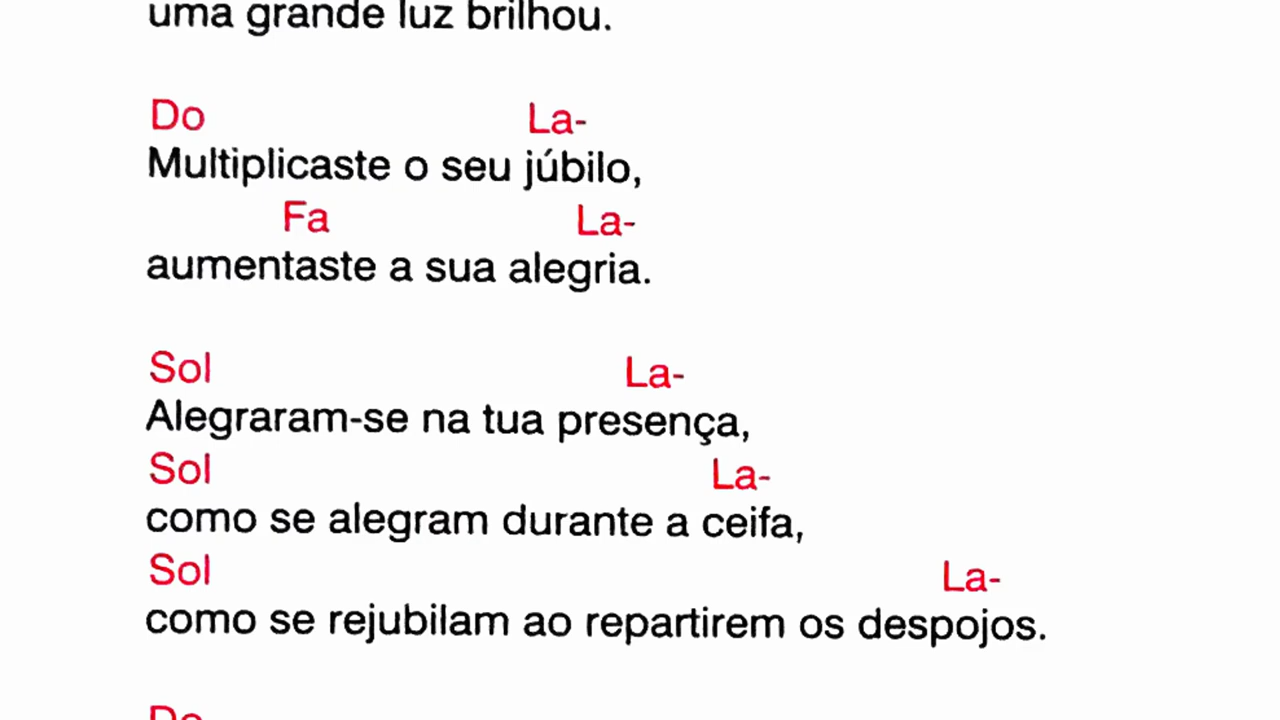 uma grande luz brilhou.
Do La-
Multiplicaste o seu júbilo,
Fa La-
aumentaste a sua alegria.
Sol La-
Alegraram-se na tua presença,
Sol La-
como se alegram durante a ceifa,
Sol La-
como se rejubilam ao repartirem os despojos.
Do